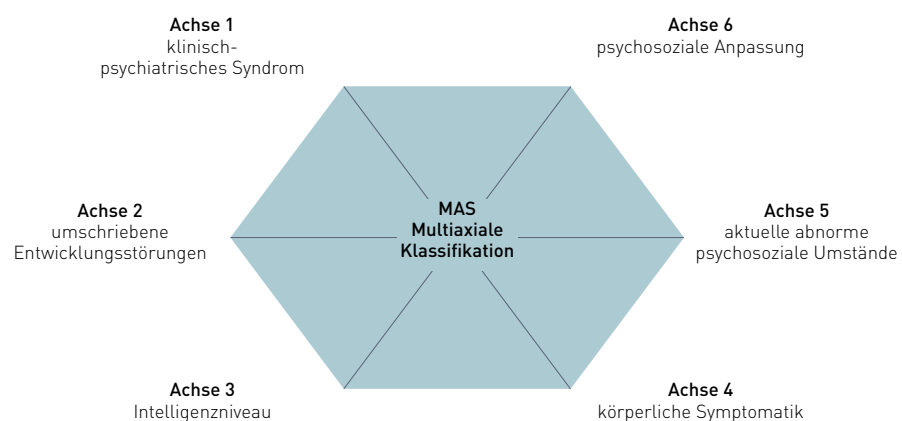 Achse 1
klinisch-
psychiatrisches Syndrom
Achse 6
psychosoziale Anpassung
Achse 2
umschriebene
Entwicklungsstörungen
MAS
Multiaxiale
Klassifikation
Achse 5
aktuelle abnorme
psychosoziale Umstände
Achse 3
Intelligenzniveau
Achse 4
körperliche Symptomatik